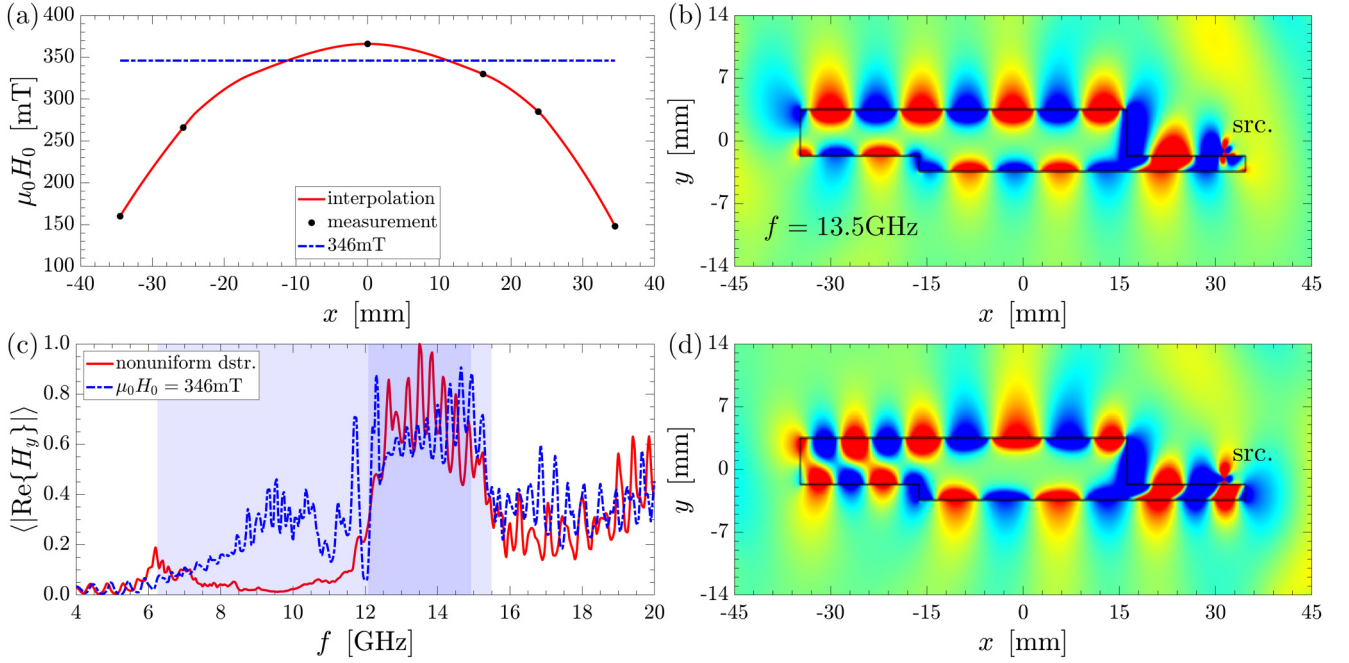 (a)
400
350
300
250
200
150
100
μ₀H₀ [mT]
interpolation
measurement
346mT
-40 -30 -20 -10 0 10 20 30 40
x [mm]
(b)
14
7
0
-7
-14
y [mm]
src.
f = 13.5GHz
-45 -30 -15 0 15 30 45
x [mm]
(c)
1.0
0.8
0.6
0.4
0.2
0.0
⟨|Re{H_y}|⟩
nonuniform dstr.
μ₀H₀ = 346mT
4 6 8 10 12 14 16 18 20
f [GHz]
(d)
14
7
0
-7
-14
y [mm]
src.
-45 -30 -15 0 15 30 45
x [mm]